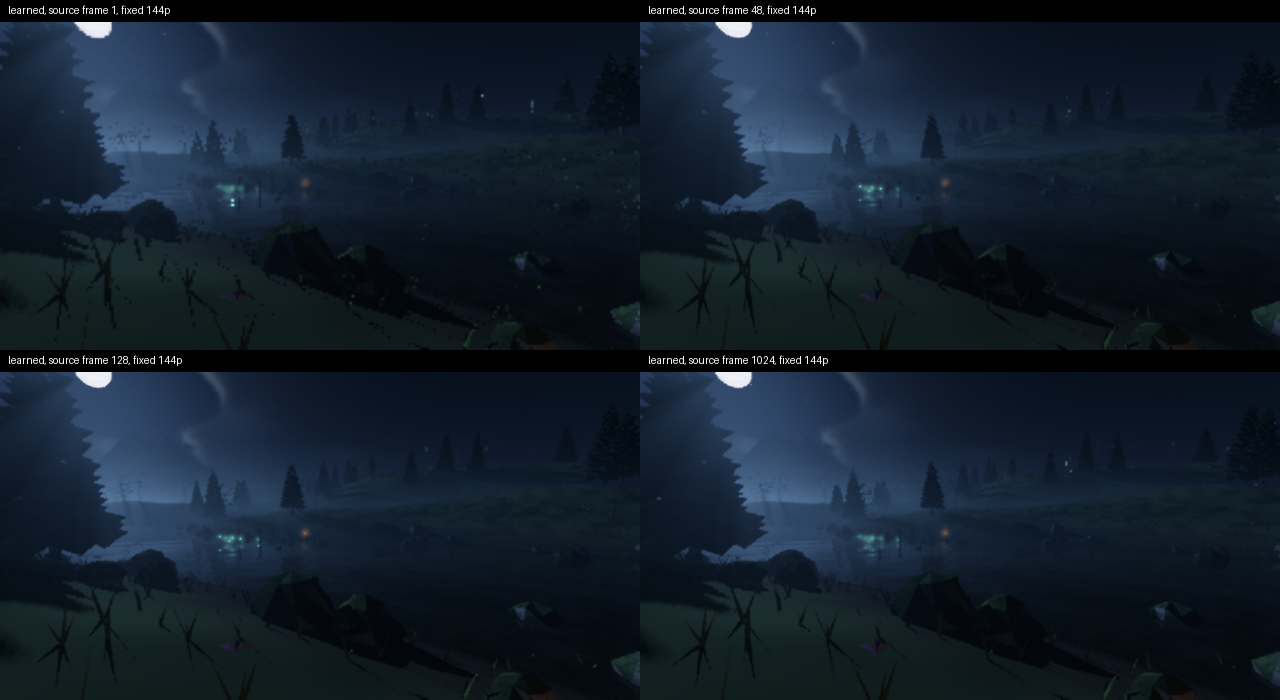 learned, source frame 1, fixed 144p
learned, source frame 48, fixed 144p
learned, source frame 128, fixed 144p
learned, source frame 1024, fixed 144p